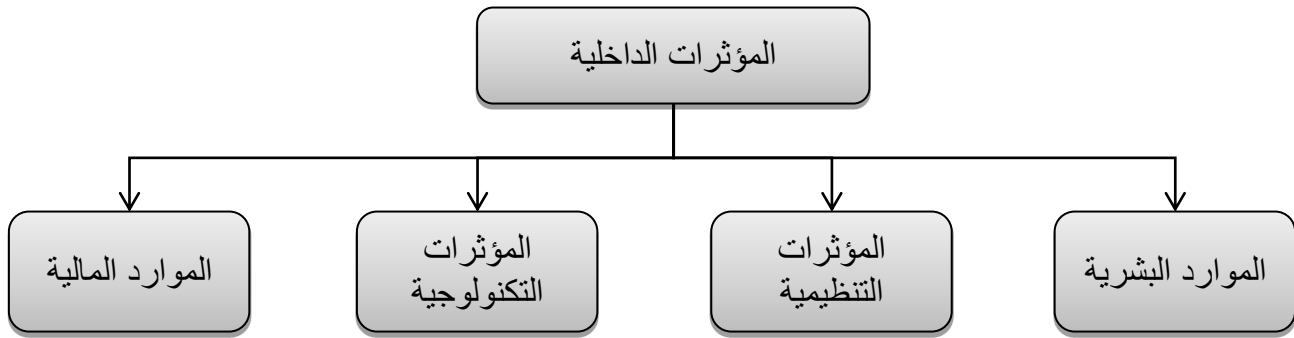 المؤثرات الداخلية
الموارد البشرية
المؤثرات
التنظيمية
المؤثرات
التكنولوجية
الموارد المالية